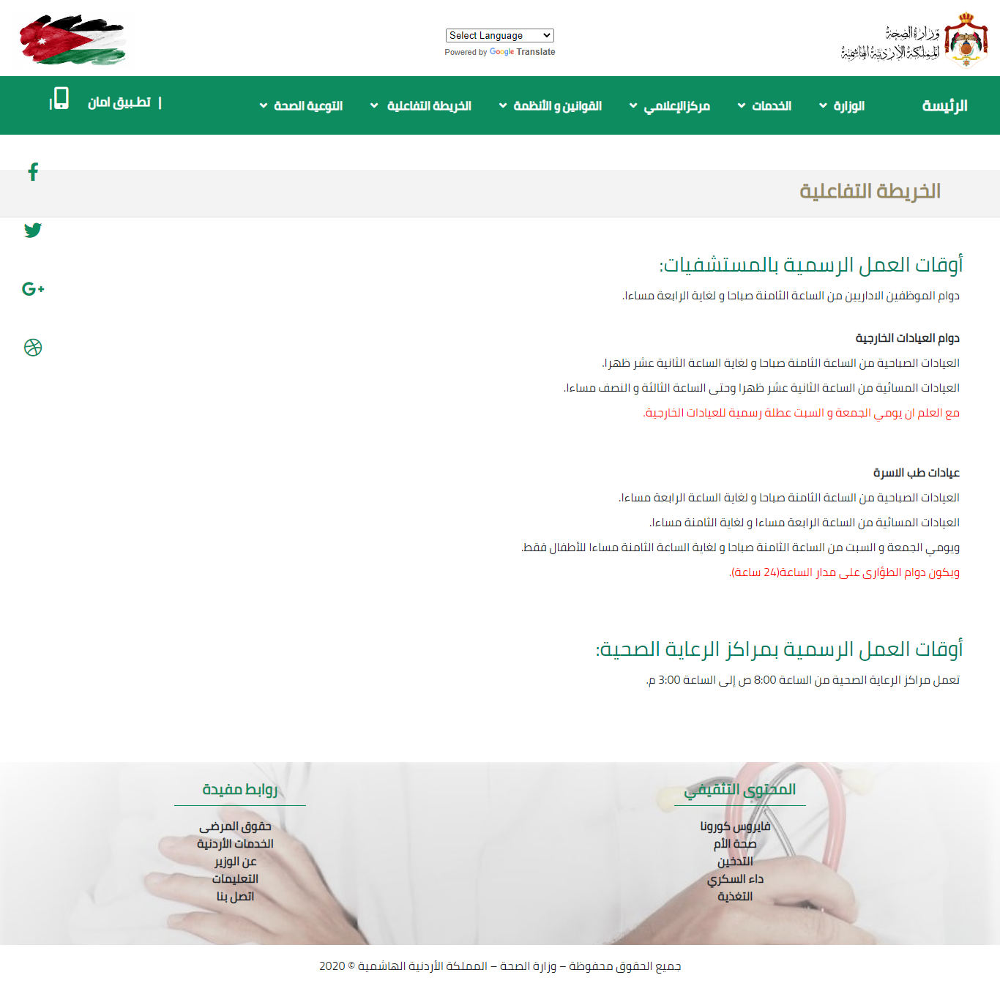 وزارة الصحة
المملكة الأردنية الهاشمية
Select Language
Powered by Google Translate
الرئيسة
الوزارة
الخدمات
مركزالإعلامي
القوانين و الأنظمة
الخريطة التفاعلية
التوعية الصحة
| تطـبيق امان |
الخريطة التفاعلية
أوقات العمل الرسمية بالمستشفيات:
دوام الموظفين الاداريين من الساعة الثامنة صباحا و لغاية الرابعة مساءا.
دوام العيادات الخارجية
العيادات الصباحية من الساعة الثامنة صباحا و لغاية الساعة الثانية عشر ظهرا.
العيادات المسائية من الساعة الثانية عشر ظهرا وحتى الساعة الثالثة و النصف مساءا.
مع العلم ان يومي الجمعة و السبت عطلة رسمية للعيادات الخارجية.
عيادات طب الاسرة
العيادات الصباحية من الساعة الثامنة صباحا و لغاية الساعة الرابعة مساءا.
العيادات المسائية من الساعة الرابعة مساءا و لغاية الثامنة مساءا.
ويومي الجمعة و السبت من الساعة الثامنة صباحا و لغاية الساعة الثامنة مساءا للأطفال فقط.
ويكون دوام الطؤارى على مدار الساعة(24 ساعة).
أوقات العمل الرسمية بمراكز الرعاية الصحية:
تعمل مراكز الرعاية الصحية من الساعة 8:00 ص إلى الساعة 3:00 م.
المحتوى التثقيفي
فايروس كورونا
صحة الأم
التدخين
داء السكري
التغذية
روابط مفيدة
حقوق المرضى
الخدمات الأردنية
عن الوزير
التعليمات
اتصل بنا
جميع الحقوق محفوظة – وزارة الصحة – المملكة الأردنية الهاشمية © 2020